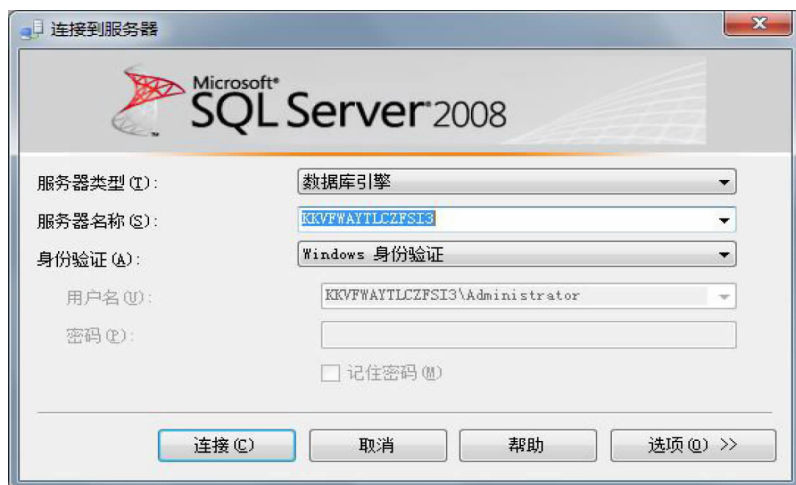 连接到服务器
Microsoft®
SQL Server® 2008
服务器类型(T): 数据库引擎
服务器名称(S): KKVFWAYTLCZFSI3
身份验证(A): Windows 身份验证
用户名(U): KKVFWAYTLCZFSI3\Administrator
密码(P):
记住密码(M)
连接(C) 取消 帮助 选项(O) >>